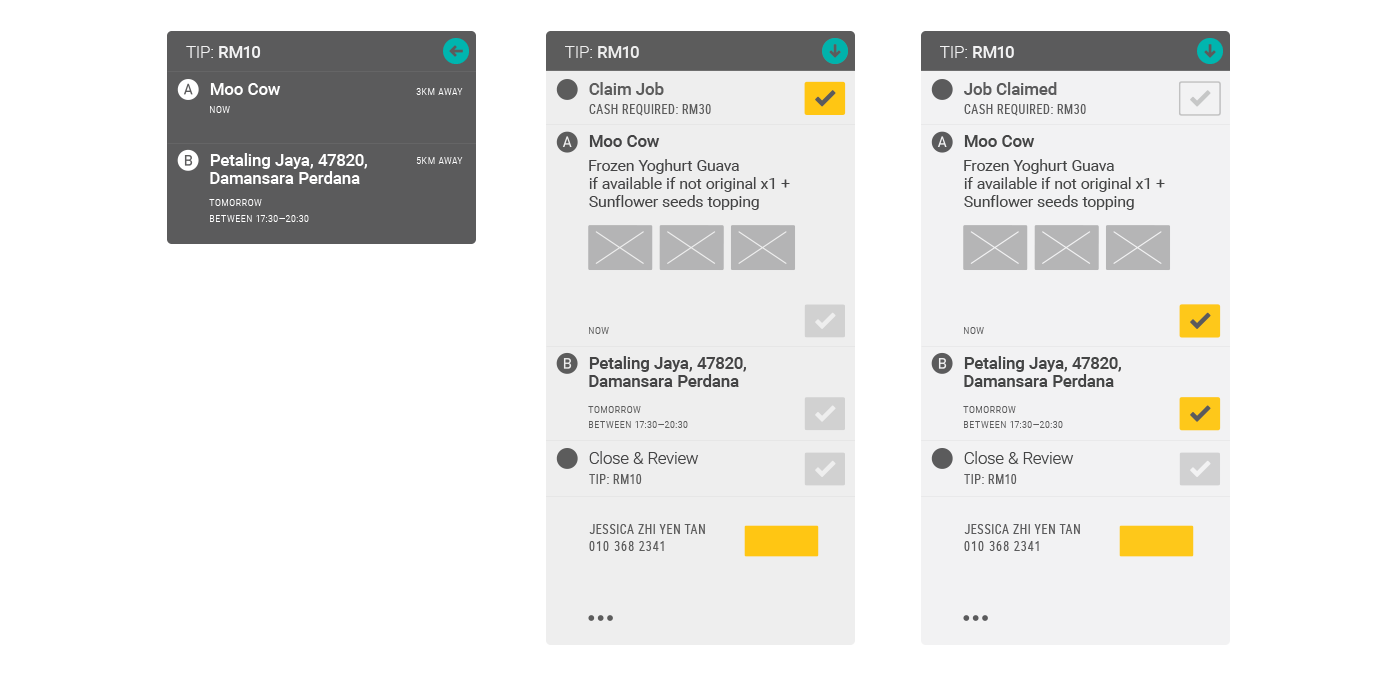 TIP: RM10
A Moo Cow 3KM AWAY
NOW
B Petaling Jaya, 47820, 5KM AWAY
Damansara Perdana
TOMORROW
BETWEEN 17:30—20:30
TIP: RM10
Claim Job
CASH REQUIRED: RM30
A Moo Cow
Frozen Yoghurt Guava
if available if not original x1 +
Sunflower seeds topping
NOW
B Petaling Jaya, 47820,
Damansara Perdana
TOMORROW
BETWEEN 17:30—20:30
Close & Review
TIP: RM10
JESSICA ZHI YEN TAN
010 368 2341
TIP: RM10
Job Claimed
CASH REQUIRED: RM30
A Moo Cow
Frozen Yoghurt Guava
if available if not original x1 +
Sunflower seeds topping
NOW
B Petaling Jaya, 47820,
Damansara Perdana
TOMORROW
BETWEEN 17:30—20:30
Close & Review
TIP: RM10
JESSICA ZHI YEN TAN
010 368 2341